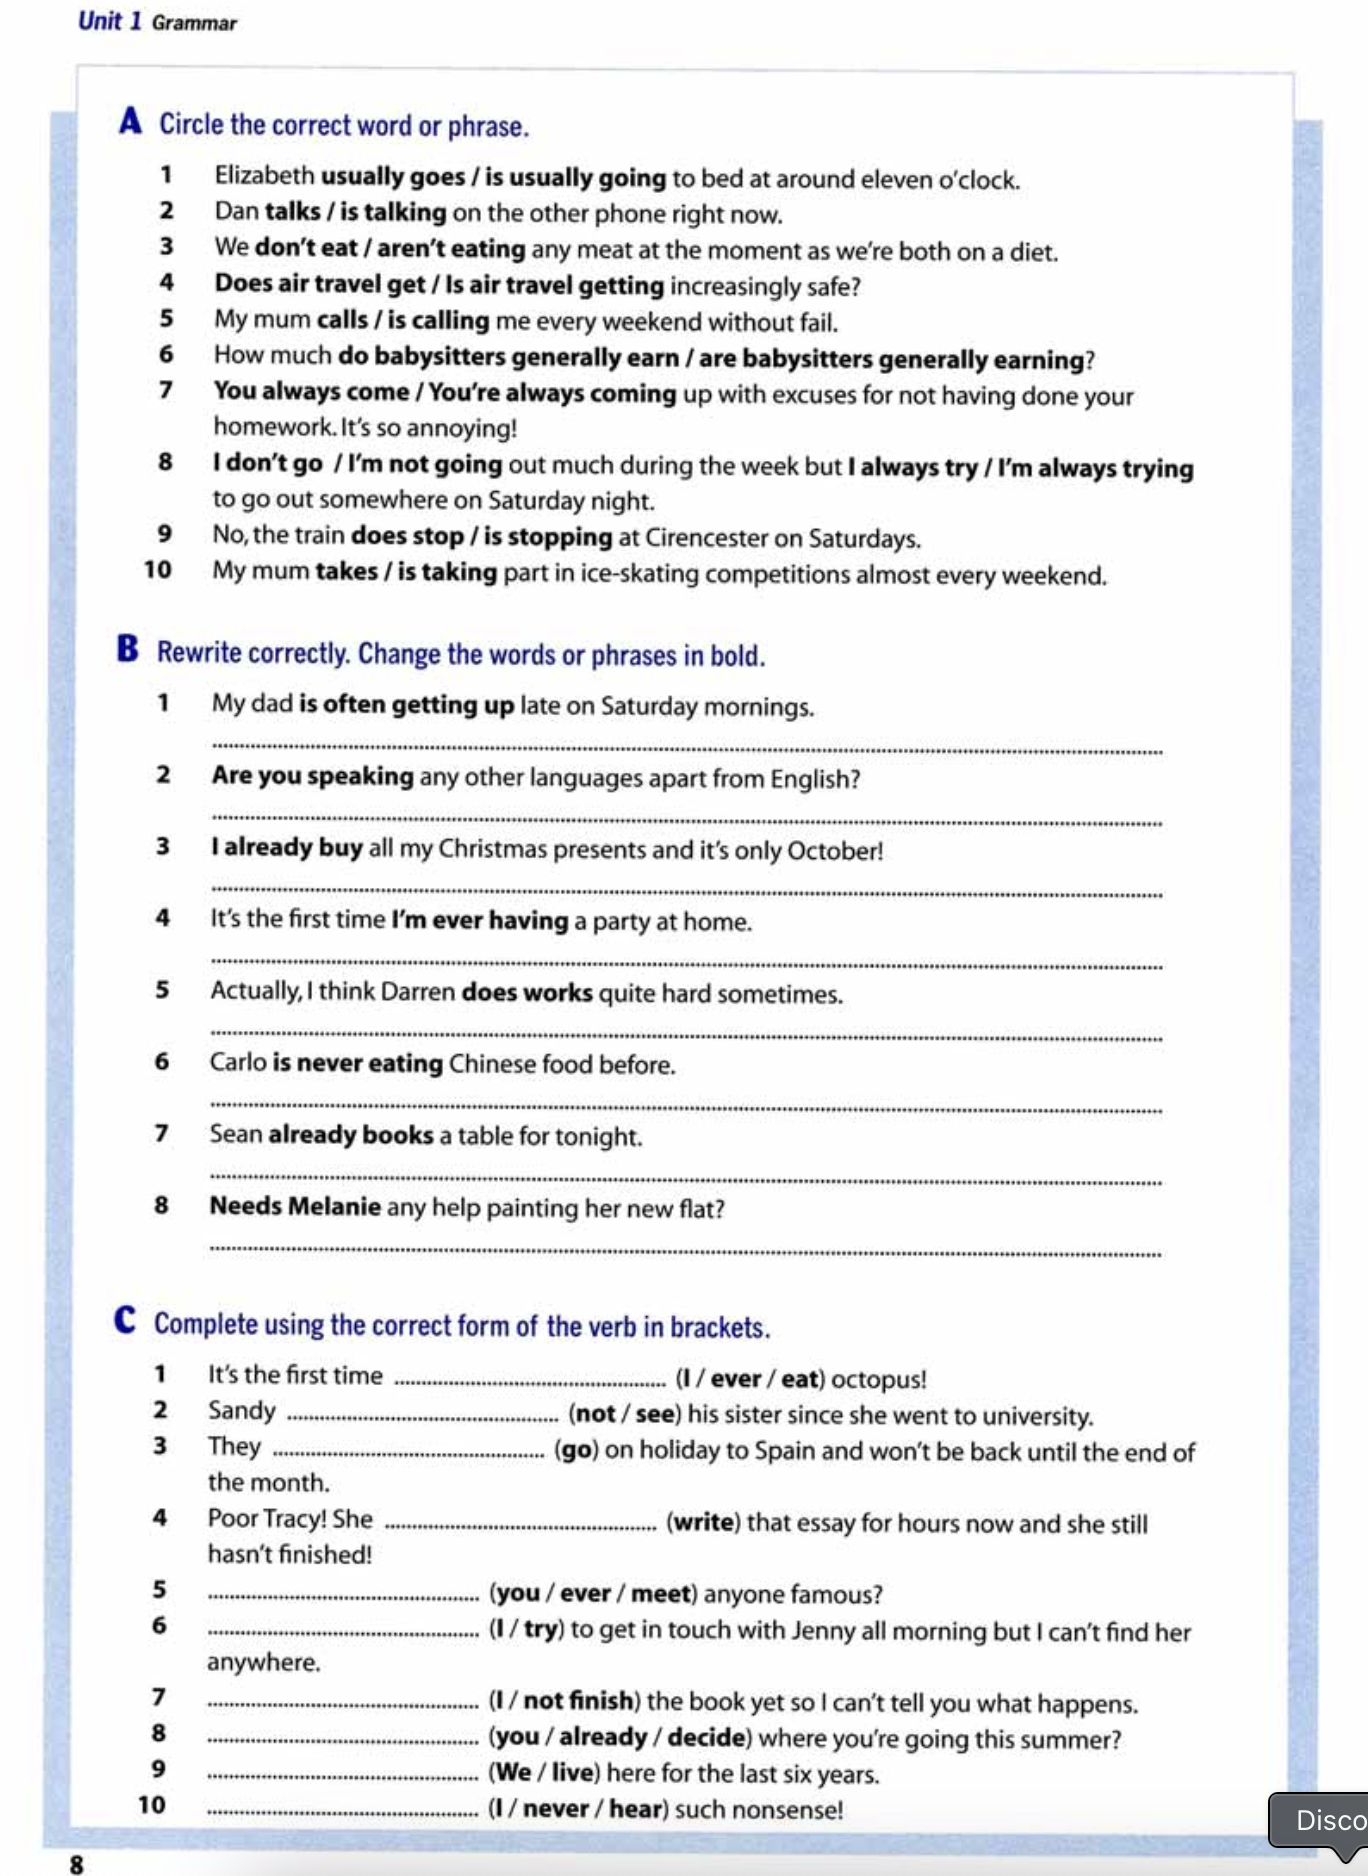 Unit 1 Grammar
A Circle the correct word or phrase.
1 Elizabeth usually goes / is usually going to bed at around eleven o'clock.
2 Dan talks / is talking on the other phone right now.
3 We don't eat / aren't eating any meat at the moment as we're both on a diet.
4 Does air travel get / Is air travel getting increasingly safe?
5 My mum calls / is calling me every weekend without fail.
6 How much do babysitters generally earn / are babysitters generally earning?
7 You always come / You're always coming up with excuses for not having done your
homework. It's so annoying!
8 I don't go / I'm not going out much during the week but I always try / I'm always trying
to go out somewhere on Saturday night.
9 No, the train does stop / is stopping at Cirencester on Saturdays.
10 My mum takes / is taking part in ice-skating competitions almost every weekend.
B Rewrite correctly. Change the words or phrases in bold.
1 My dad is often getting up late on Saturday mornings.
2 Are you speaking any other languages apart from English?
3 I already buy all my Christmas presents and it's only October!
4 It's the first time I'm ever having a party at home.
5 Actually, I think Darren does works quite hard sometimes.
6 Carlo is never eating Chinese food before.
7 Sean already books a table for tonight.
8 Needs Melanie any help painting her new flat?
C Complete using the correct form of the verb in brackets.
1 It's the first time .......... (I / ever / eat) octopus!
2 Sandy .......... (not / see) his sister since she went to university.
3 They .......... (go) on holiday to Spain and won't be back until the end of
the month.
4 Poor Tracy! She .......... (write) that essay for hours now and she still
hasn't finished!
5 .......... (you / ever / meet) anyone famous?
6 .......... (I / try) to get in touch with Jenny all morning but I can't find her
anywhere.
7 .......... (I / not finish) the book yet so I can't tell you what happens.
8 .......... (you / already / decide) where you're going this summer?
9 .......... (We / live) here for the last six years.
10 .......... (I / never / hear) such nonsense!
Disco
8